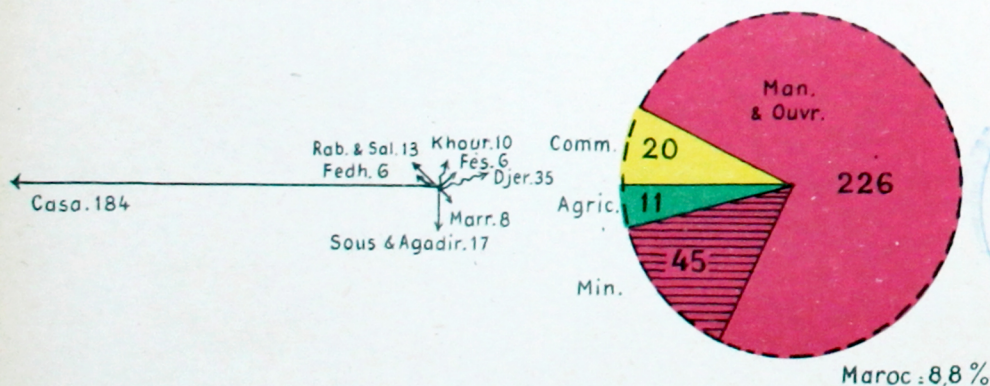 Man.
& Ouvr.
Comm.
20
226
Agric.
11
45
Min.
Rab. & Sal. 13
Khour. 10
Fès. 6
Fedh. 6
Djer. 35
Casa. 184
Marr. 8
Sous & Agadir. 17
Maroc : 8,8 %